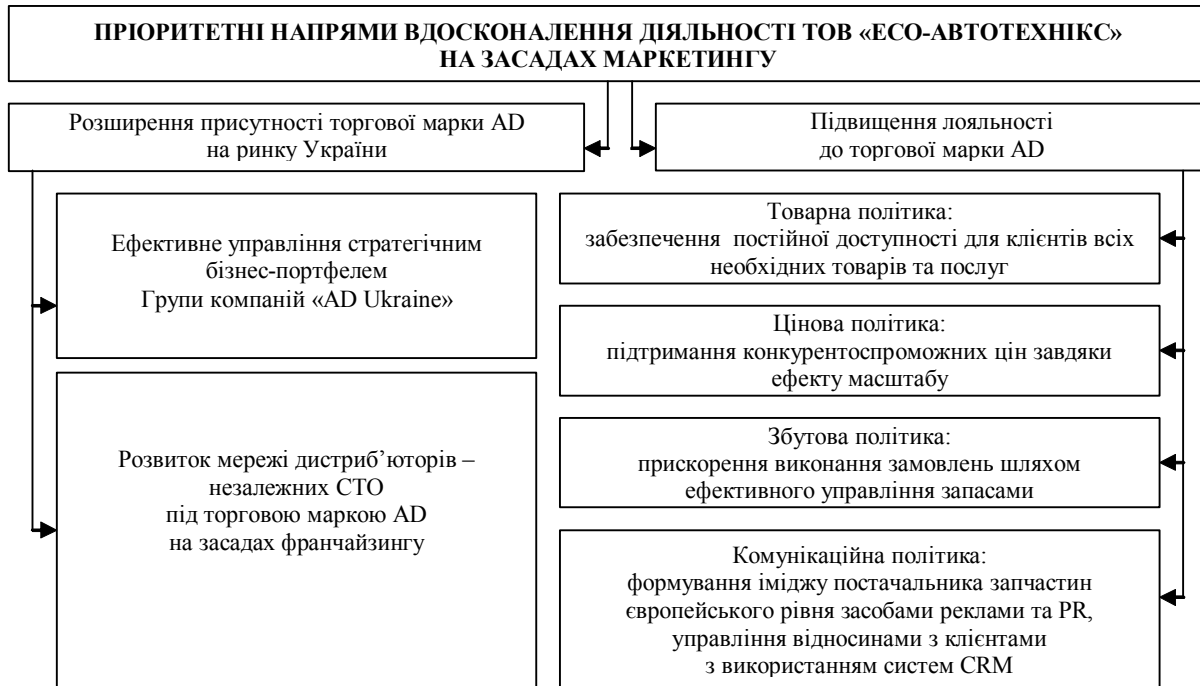 ПРІОРИТЕТНІ НАПРЯМИ ВДОСКОНАЛЕННЯ ДІЯЛЬНОСТІ ТОВ «ЕСО-АВТОТЕХНІКС»
НА ЗАСАДАХ МАРКЕТИНГУ
Розширення присутності торгової марки AD
на ринку України
Ефективне управління стратегічним
бізнес-портфелем
Групи компаній «AD Ukraine»
Розвиток мережі дистриб’юторів –
незалежних СТО
під торговою маркою AD
на засадах франчайзингу
Підвищення лояльності
до торгової марки AD
Товарна політика:
забезпечення постійної доступності для клієнтів всіх
необхідних товарів та послуг
Цінова політика:
підтримання конкурентоспроможних цін завдяки
ефекту масштабу
Збутова політика:
прискорення виконання замовлень шляхом
ефективного управління запасами
Комунікаційна політика:
формування іміджу постачальника запчастин
європейського рівня засобами реклами та PR,
управління відносинами з клієнтами
з використанням систем CRM